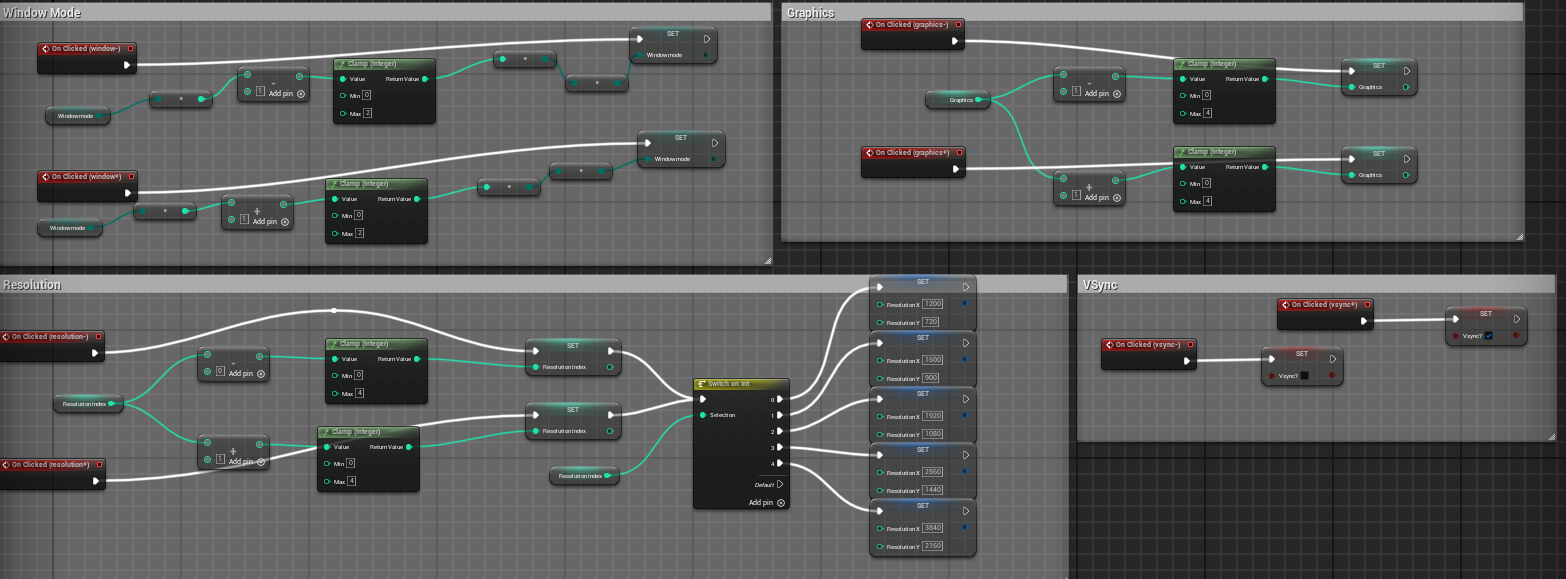 Window Mode
On Clicked (window-)
Windowmode
-
1
Add pin
Clamp (Integer)
Value
Return Value
Min 0
Max 2
SET
Windowmode
On Clicked (window+)
Windowmode
+
1
Add pin
Clamp (Integer)
Value
Return Value
Min 0
Max 2
SET
Windowmode
Graphics
On Clicked (graphics-)
Graphics
-
1
Add pin
Clamp (Integer)
Value
Return Value
Min 0
Max 4
SET
Graphics
On Clicked (graphics+)
+
1
Add pin
Clamp (Integer)
Value
Return Value
Min 0
Max 4
SET
Graphics
Resolution
On Clicked (resolution-)
Resolution Index
-
0
Add pin
Clamp (Integer)
Value
Return Value
Min 0
Max 4
SET
Resolution Index
On Clicked (resolution+)
+
1
Add pin
Clamp (Integer)
Value
Return Value
Min 0
Max 4
SET
Resolution Index
Resolution Index
Switch on Int
0
Selection
1
2
3
4
Default
Add pin
SET
Resolution X 1200
Resolution Y 720
SET
Resolution X 1600
Resolution Y 900
SET
Resolution X 1920
Resolution Y 1080
SET
Resolution X 2560
Resolution Y 1440
SET
Resolution X 3840
Resolution Y 2160
VSync
On Clicked (vsync+)
SET
Vsync?
On Clicked (vsync-)
SET
Vsync?